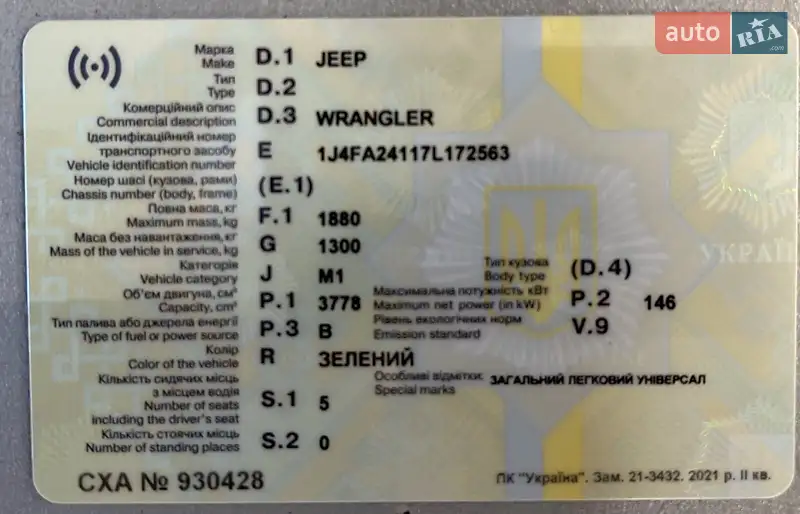 auto RIA .com
Марка D.1 JEEP
Make
Тип D.2
Type
Комерційний опис D.3 WRANGLER
Commercial description
Ідентифікаційний номер
транспортного засобу E 1J4FA24117L172563
Vehicle identification number
Номер шасі (кузова, рами) (E.1)
Chassis number (body, frame)
Повна маса, кг F.1 1880
Maximum mass, kg
Маса без навантаження, кг G 1300
Mass of the vehicle in service, kg
Категорія J M1 Тип кузова (D.4)
Vehicle category Body type
Об'єм двигуна, см³ P.1 3778 Максимальна потужність кВт P.2 146
Capacity, cm³ Maximum net power (in kW)
Тип палива або джерела енергії P.3 B Рівень екологічних норм V.9
Type of fuel or power source Emission standard
Колір R ЗЕЛЕНИЙ
Color of the vehicle
Кількість сидячих місць Особливі відмітки: ЗАГАЛЬНИЙ ЛЕГКОВИЙ УНІВЕРСАЛ
з місцем водія Special marks
Number of seats S.1 5
including the driver's seat
Кількість стоячих місць S.2 0
Number of standing places
СХА № 930428
ПК "Україна". Зам. 21-3432. 2021 р. II кв.